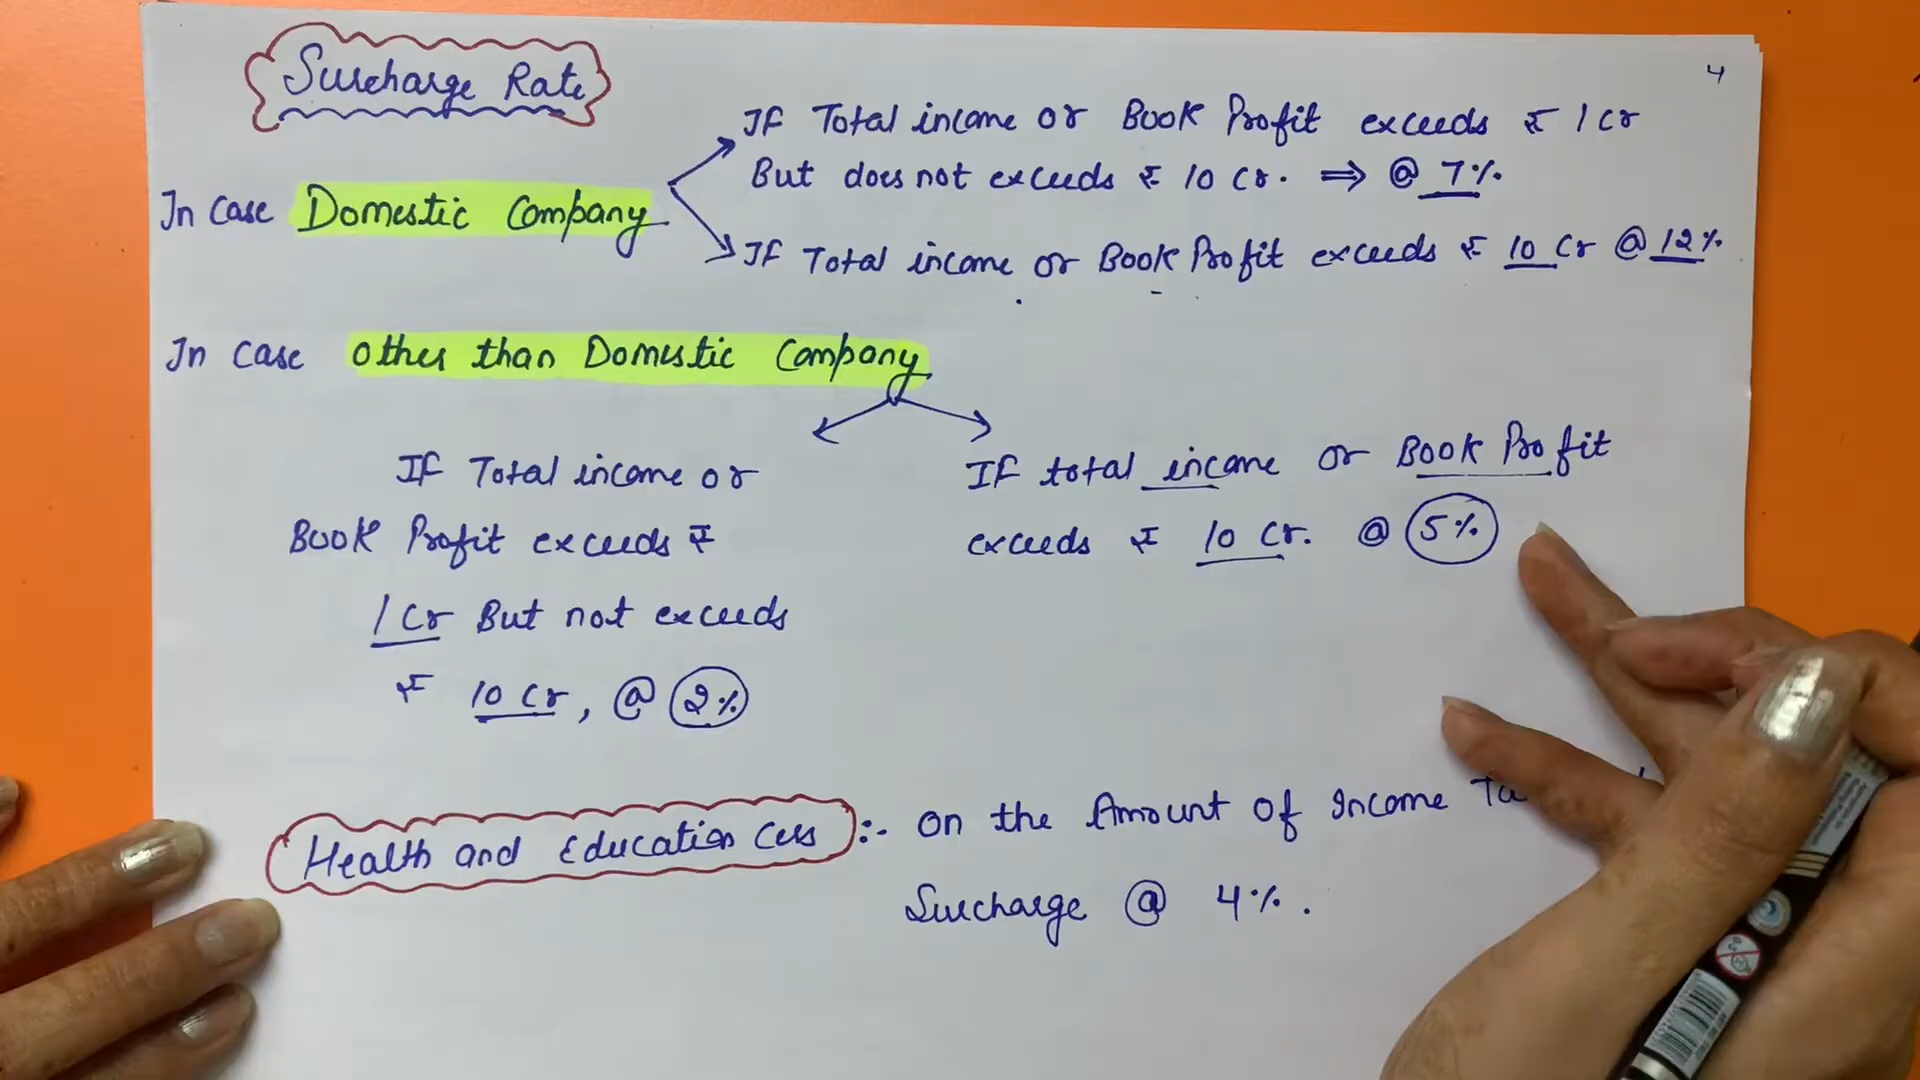 4
Surcharge Rate
If Total income or Book Profit exceeds ₹ 1 Cr
But does not exceeds ₹ 10 Cr. ⇒ @ 7%
In Case Domestic Company
If Total income or Book Profit exceeds ₹ 10 Cr @ 12%
In Case other than Domestic Company
If Total income or
Book Profit exceeds ₹
1 Cr But not exceeds
₹ 10 Cr, @ 2%
If total income or Book Profit
exceeds ₹ 10 Cr. @ 5%
Health and Education Cess :- On the Amount of Income
Surcharge @ 4%.